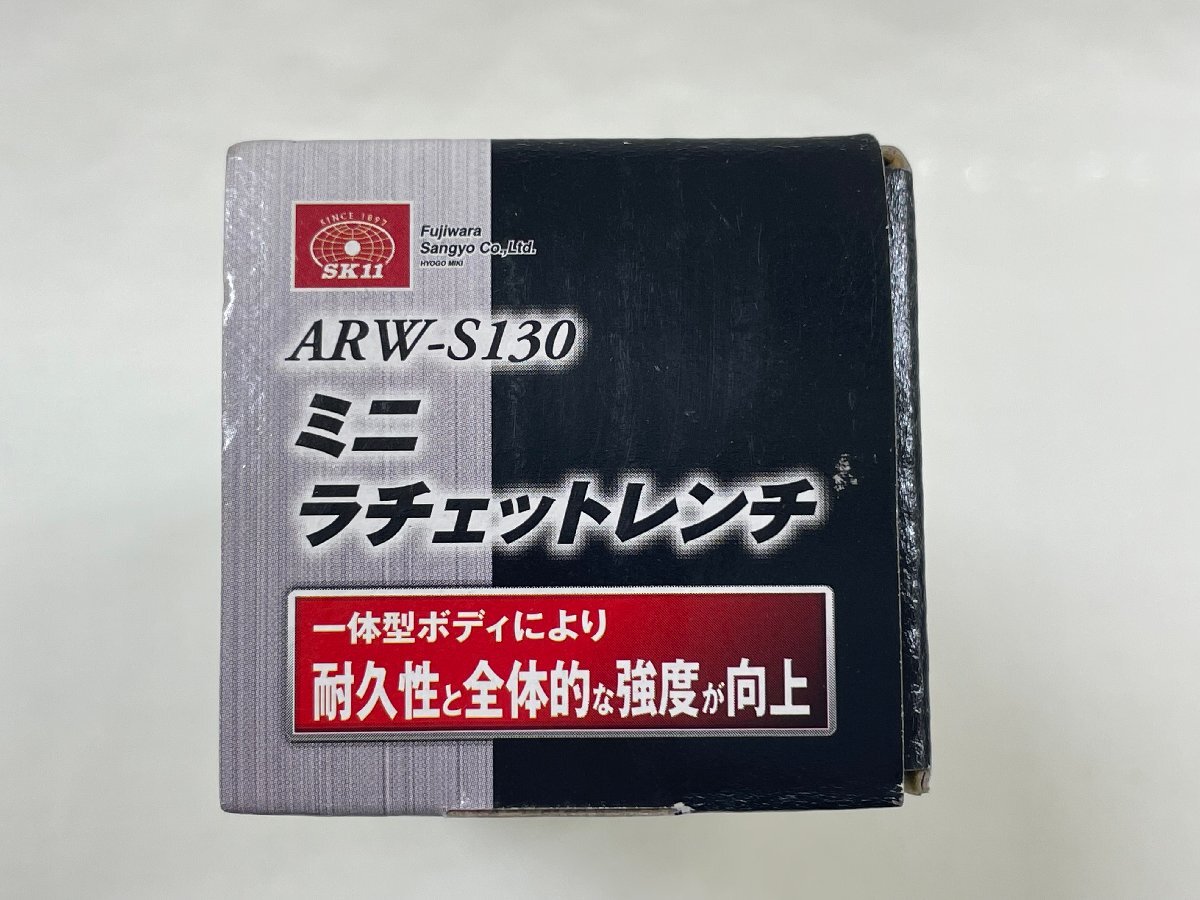 SINCE 1897
SK11
Fujiwara
Sangyo Co.,Ltd.
HYOGO MIKI
ARW-S130
ミニ
ラチェットレンチ
一体型ボディにより
耐久性と全体的な強度が向上